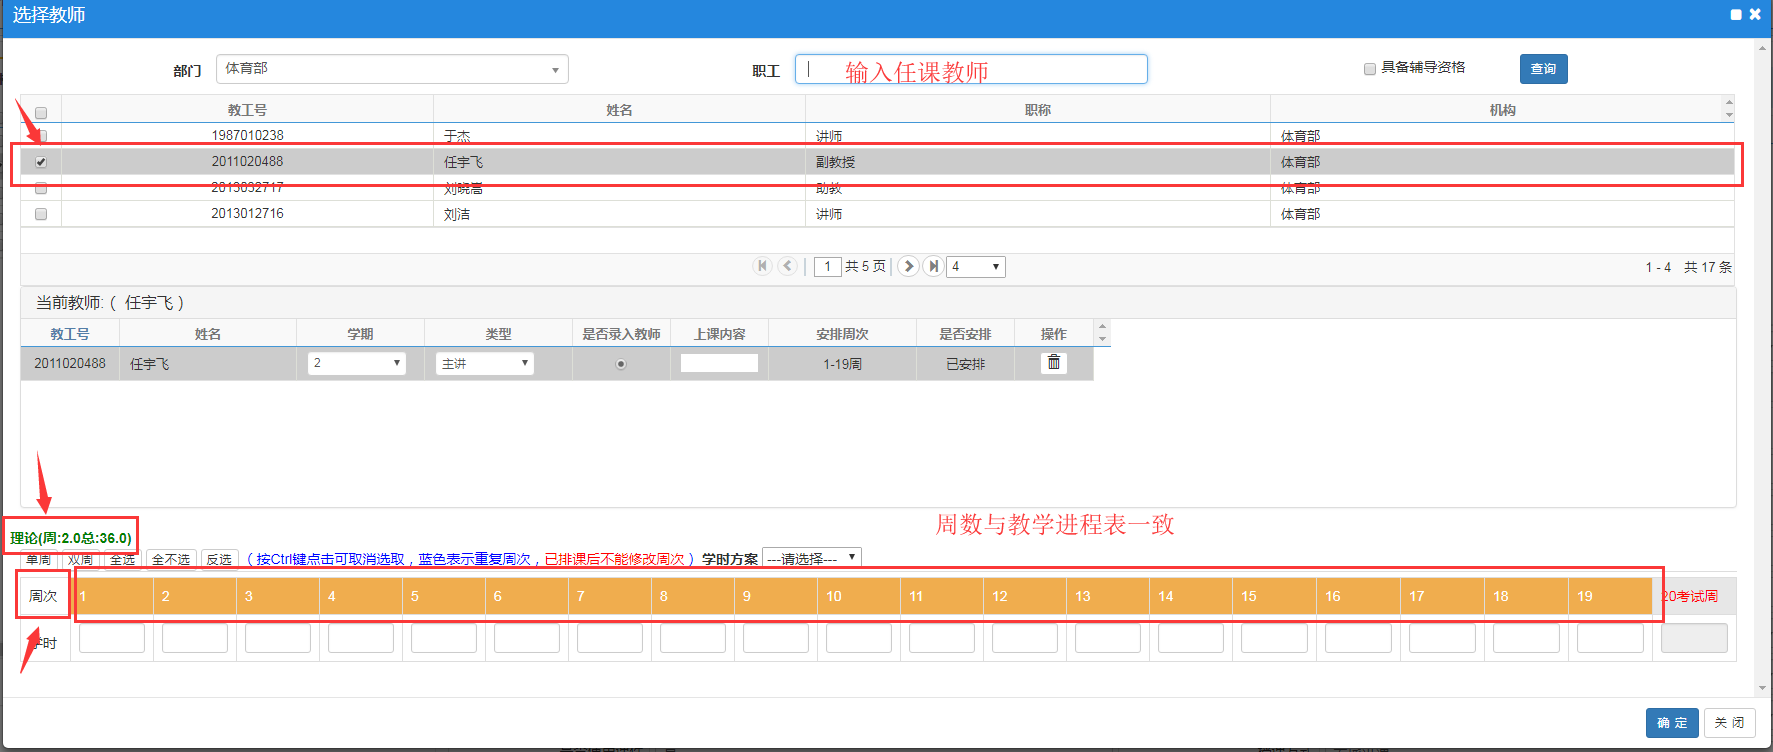 选择教师
部门 体育部 职工 输入任课教师 具备辅导资格 查询
教工号 姓名 职称 机构
1987010238 于杰 讲师 体育部
2011020488 任宇飞 副教授 体育部
2013032717 刘晓嵩 助教 体育部
2013012716 刘洁 讲师 体育部
1 共 5 页 4 1 - 4 共 17 条
当前教师: ( 任宇飞 )
教工号 姓名 学期 类型 是否录入教师 上课内容 安排周次 是否安排 操作
2011020488 任宇飞 2 主讲 1-19周 已安排
周数与教学进程表一致
理论(周:2.0总:36.0)
单周 双周 全选 全不选 反选 ( 按Ctrl键点击可取消选取，蓝色表示重复周次，已排课后不能修改周次 ) 学时方案 ---请选择---
周次 1 2 3 4 5 6 7 8 9 10 11 12 13 14 15 16 17 18 19 20考试周
学时
确 定 关 闭